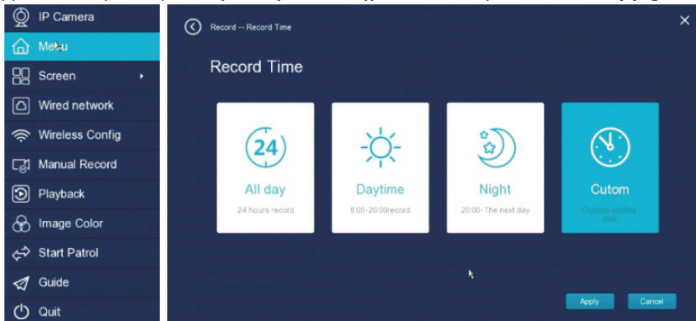 IP Camera
Menu
Screen
Wired network
Wireless Config
Manual Record
Playback
Image Color
Start Patrol
Guide
Quit
Record -- Record Time
Record Time
24
All day
24 hours record
Daytime
8:00-20:00record
Night
20:00-The next day
Cutom
Apply
Cancel